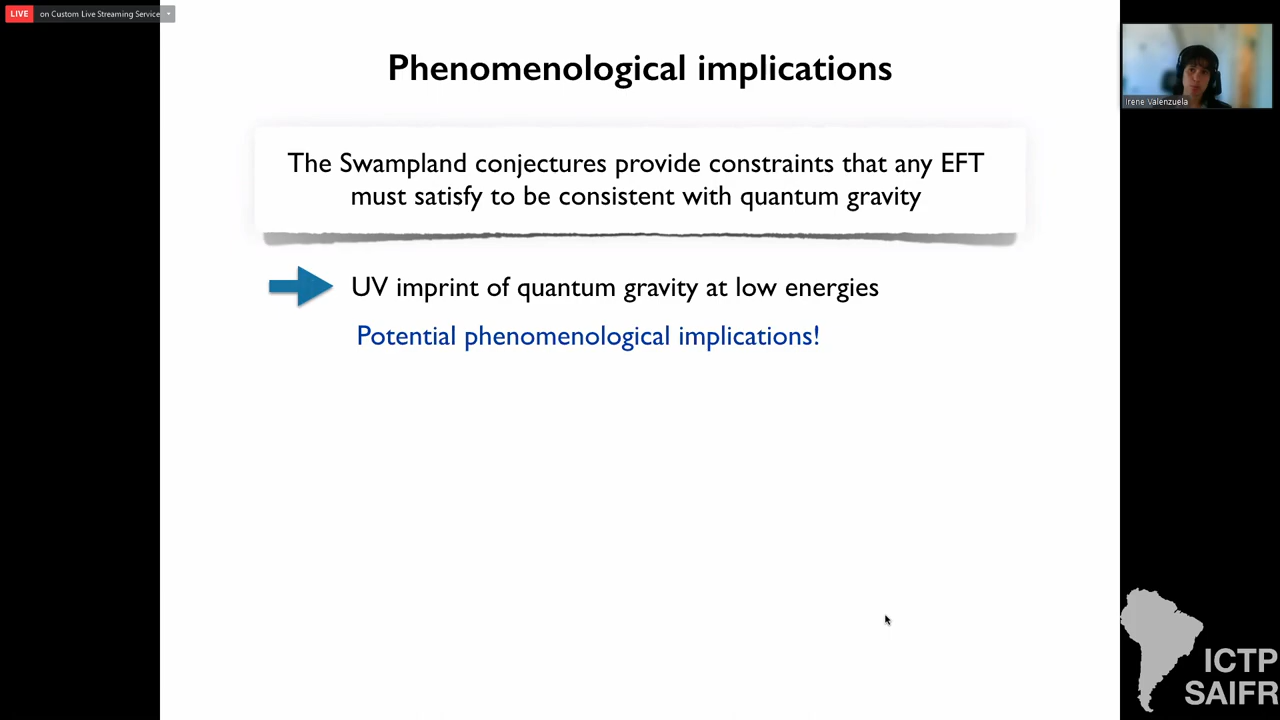 LIVE on Custom Live Streaming Service
Phenomenological implications
The Swampland conjectures provide constraints that any EFT
must satisfy to be consistent with quantum gravity
UV imprint of quantum gravity at low energies
Potential phenomenological implications!
Irene Valenzuela
ICTP
SAIFR